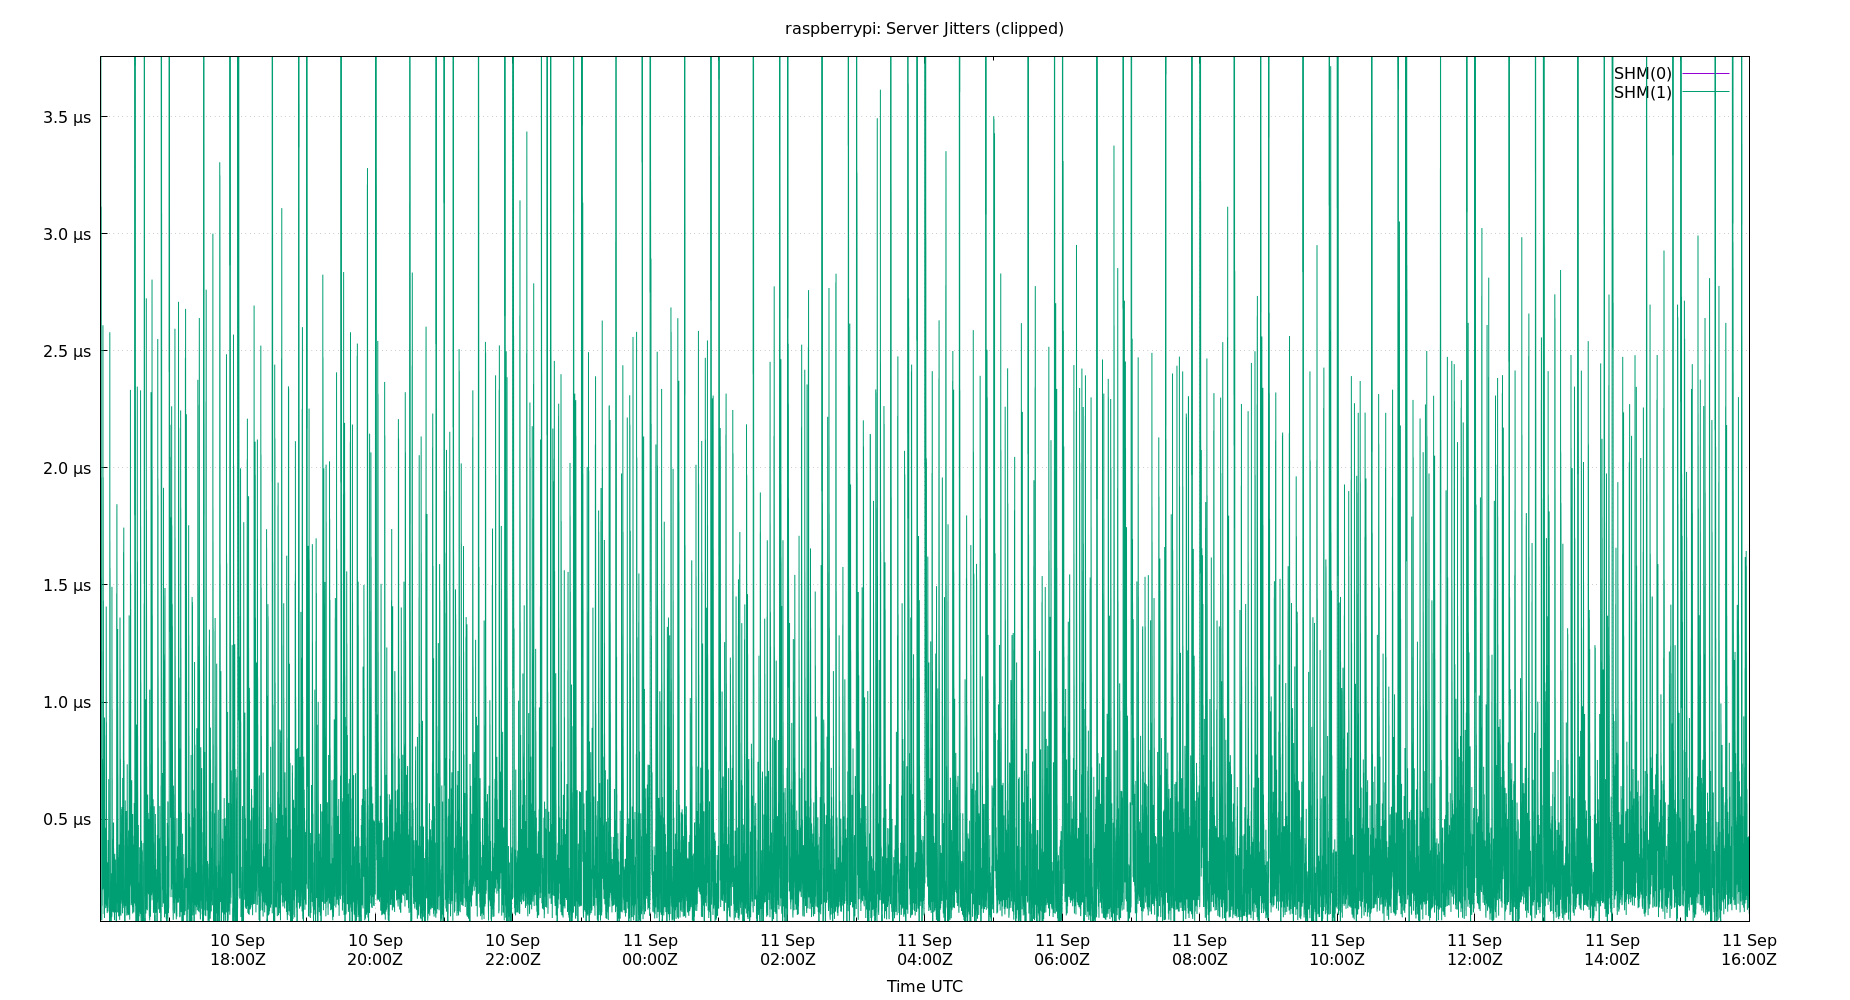 raspberrypi: Server Jitters (clipped)
SHM(0)
SHM(1)
3.5 µs
3.0 µs
2.5 µs
2.0 µs
1.5 µs
1.0 µs
0.5 µs
10 Sep 10 Sep 10 Sep 11 Sep 11 Sep 11 Sep 11 Sep 11 Sep 11 Sep 11 Sep 11 Sep 11 Sep
18:00Z 20:00Z 22:00Z 00:00Z 02:00Z 04:00Z 06:00Z 08:00Z 10:00Z 12:00Z 14:00Z 16:00Z
Time UTC